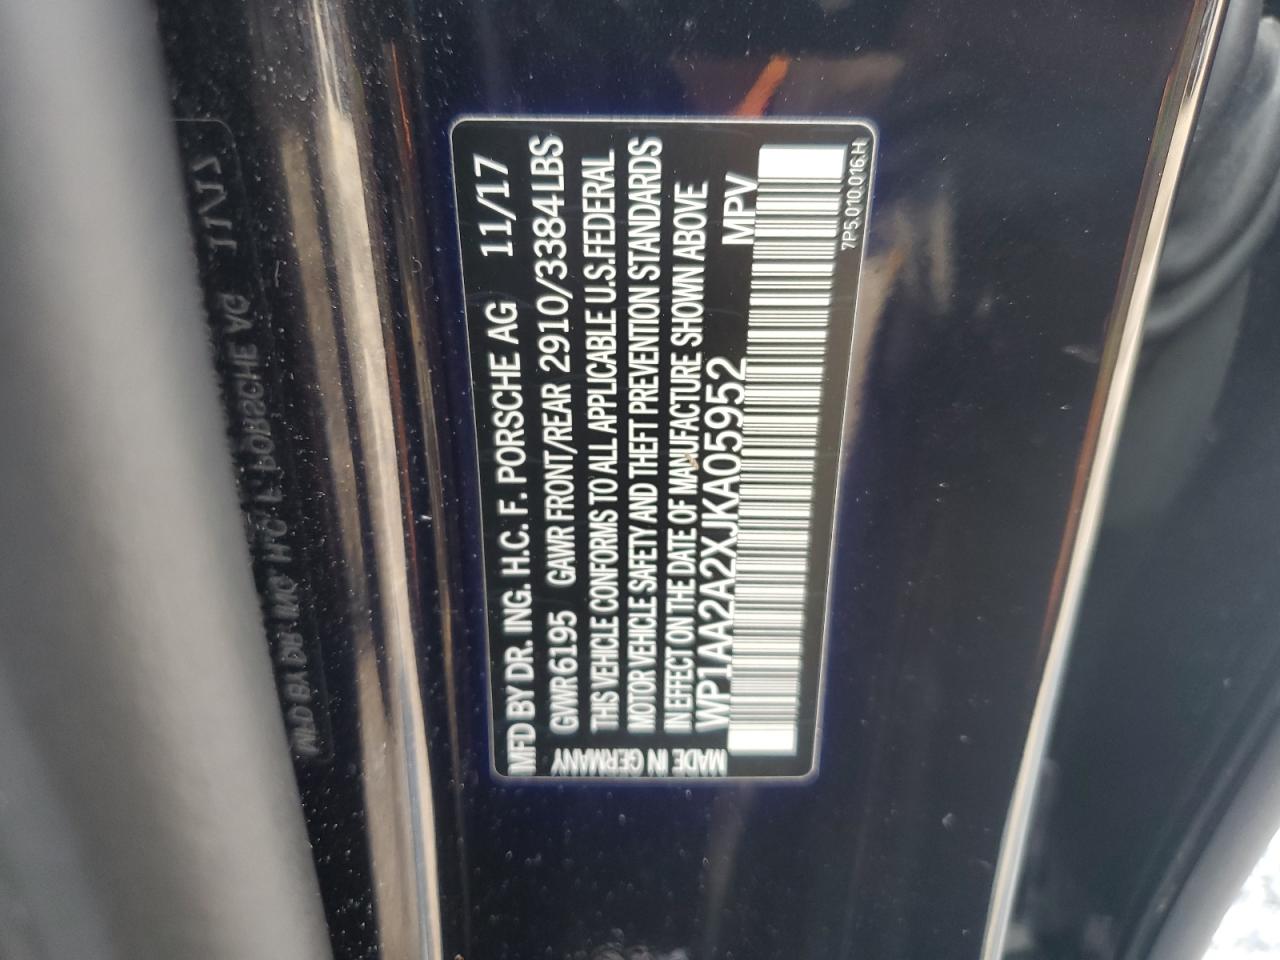 MFD BY DR. ING. H.C. F. PORSCHE AG 11/17
GVWR 6195 GAWR FRONT/REAR 2910/3384LBS
THIS VEHICLE CONFORMS TO ALL APPLICABLE U.S.FEDERAL
MOTOR VEHICLE SAFETY AND THEFT PREVENTION STANDARDS
IN EFFECT ON THE DATE OF MANUFACTURE SHOWN ABOVE
WP1AA2A2XJKA05952 MPV
MADE IN GERMANY
7P5.010.016.H